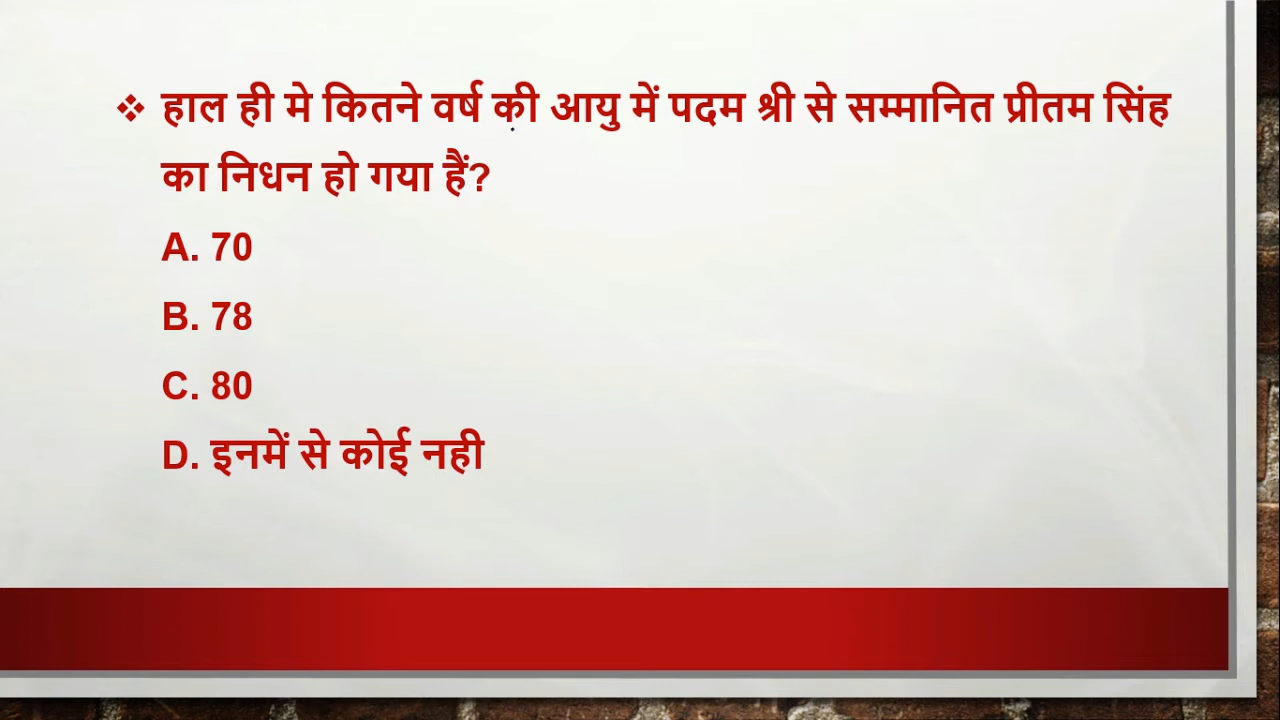 ❖ हाल ही मे कितने वर्ष की आयु में पदम श्री से सम्मानित प्रीतम सिंह
का निधन हो गया हैं?
A. 70
B. 78
C. 80
D. इनमें से कोई नही